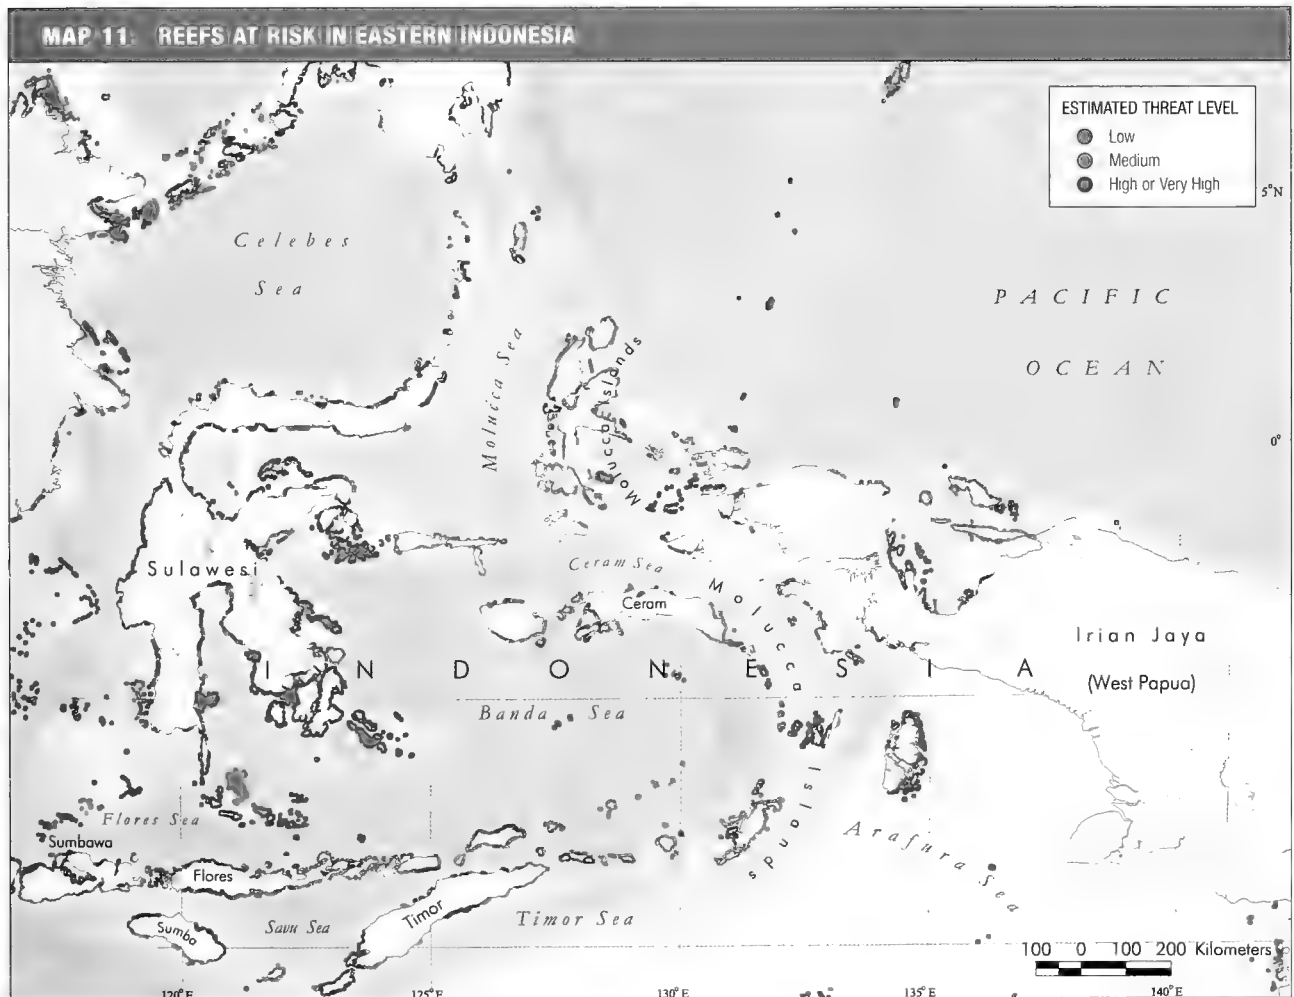 MAP 11: REEFS AT RISK IN EASTERN INDONESIA
ESTIMATED THREAT LEVEL
Low
Medium
High or Very High
5°N
Celebes
Sea
PACIFIC
OCEAN
Molucca Sea
Molucca Islands
0°
Sulawesi
Ceram Sea
Ceram
Molucca
Islands
Irian Jaya
(West Papua)
INDONESIA
Banda Sea
Flores Sea
Sumbawa
Flores
Arafura Sea
Sumba
Savu Sea
Timor
Timor Sea
100 0 100 200 Kilometers
120°E
125°E
130°E
135°E
140°E